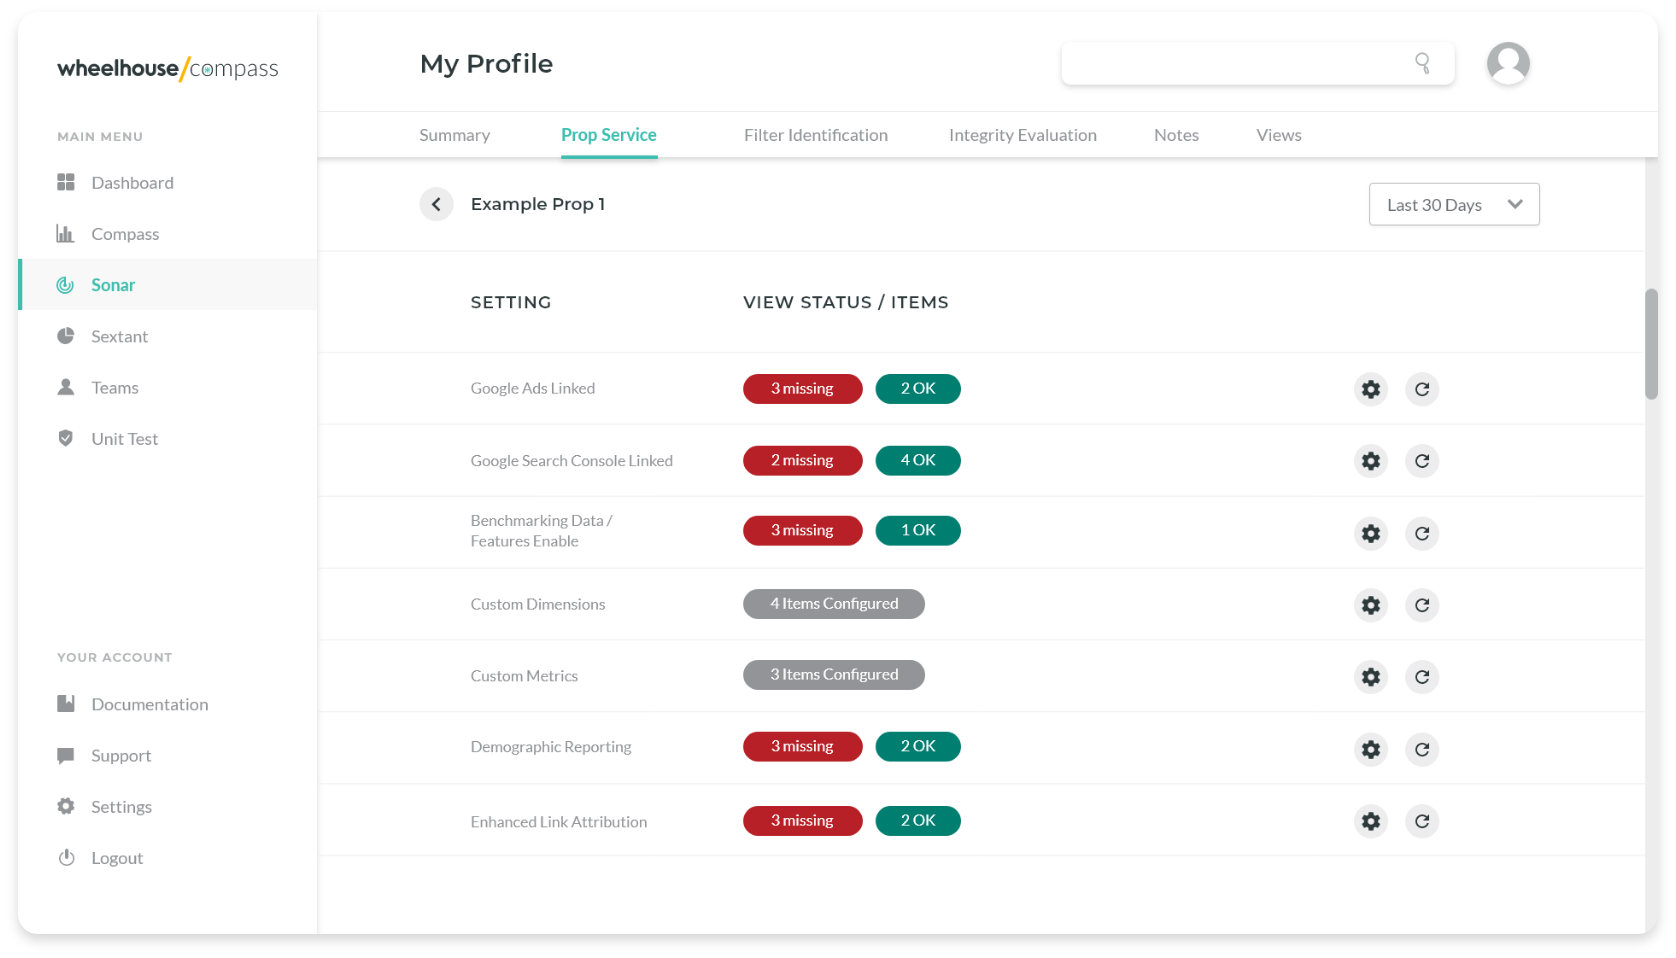 wheelhouse/compass
MAIN MENU
Dashboard
Compass
Sonar
Sextant
Teams
Unit Test
YOUR ACCOUNT
Documentation
Support
Settings
Logout
My Profile
Summary Prop Service Filter Identification Integrity Evaluation Notes Views
Example Prop 1 Last 30 Days
SETTING VIEW STATUS / ITEMS
Google Ads Linked 3 missing 2 OK
Google Search Console Linked 2 missing 4 OK
Benchmarking Data /
Features Enable 3 missing 1 OK
Custom Dimensions 4 Items Configured
Custom Metrics 3 Items Configured
Demographic Reporting 3 missing 2 OK
Enhanced Link Attribution 3 missing 2 OK